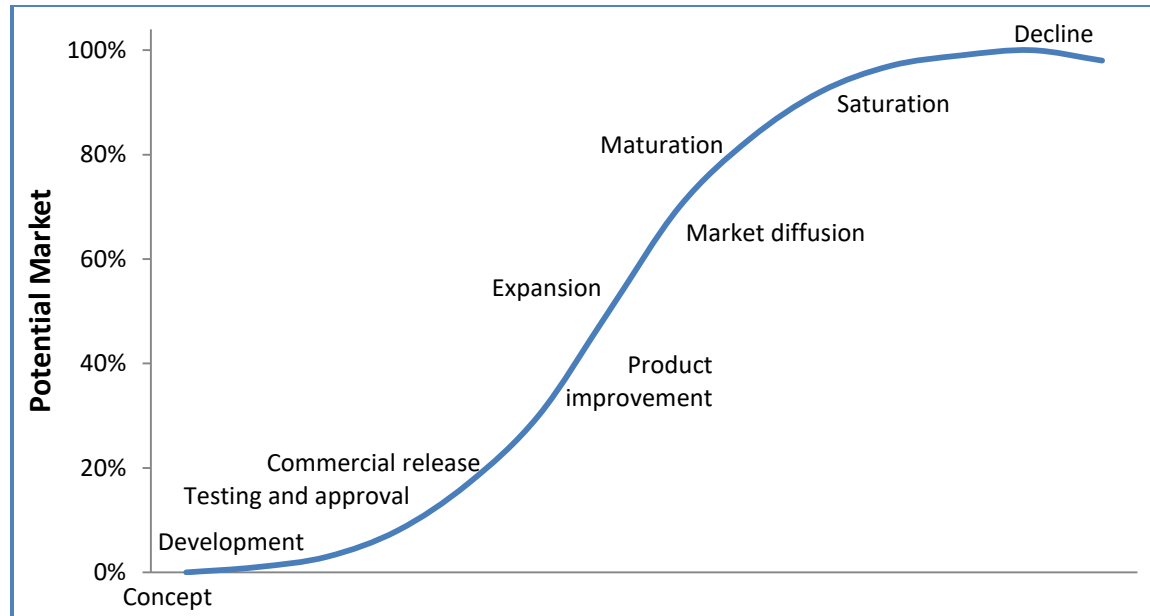 Potential Market
100%
80%
60%
40%
20%
0%
Decline
Saturation
Maturation
Market diffusion
Expansion
Product
improvement
Commercial release
Testing and approval
Development
Concept